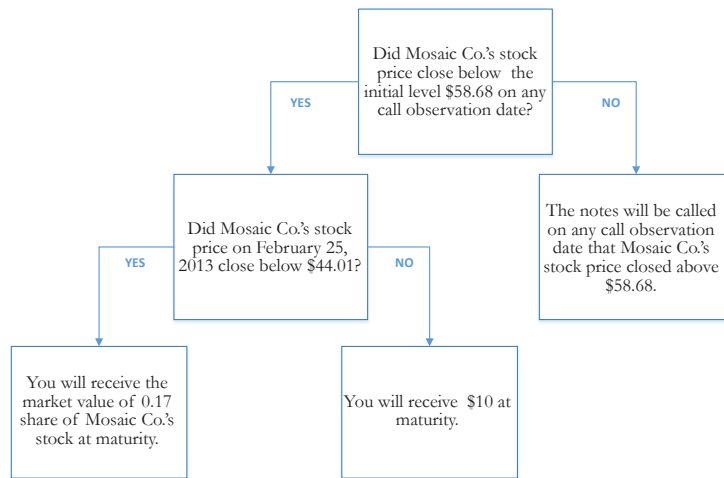 Did Mosaic Co.'s stock
price close below the
initial level $58.68 on any
call observation date?
YES
NO
Did Mosaic Co.'s stock
price on February 25,
2013 close below $44.01?
The notes will be called
on any call observation
date that Mosaic Co.'s
stock price closed above
$58.68.
YES
NO
You will receive the
market value of 0.17
share of Mosaic Co.'s
stock at maturity.
You will receive $10 at
maturity.